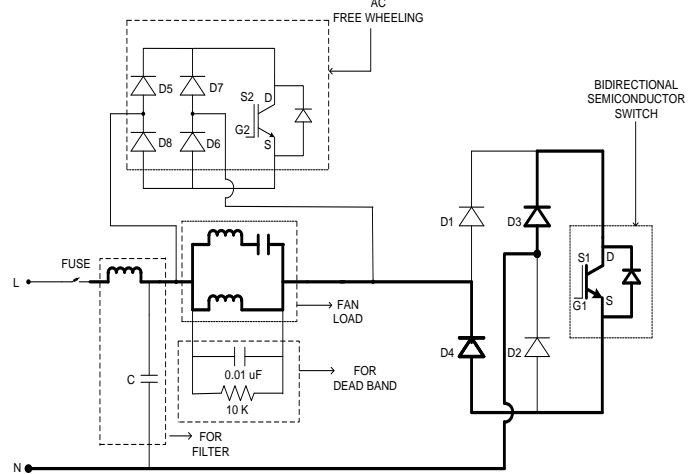 AC
FREE WHEELING
D5
D7
S2
D
G2
S
D8
D6
BIDIRECTIONAL
SEMICONDUCTOR
SWITCH
D1
D3
S1
D
G1
S
L
FUSE
FAN
LOAD
D4
D2
C
0.01 uF
10 K
FOR
DEAD BAND
FOR
FILTER
N